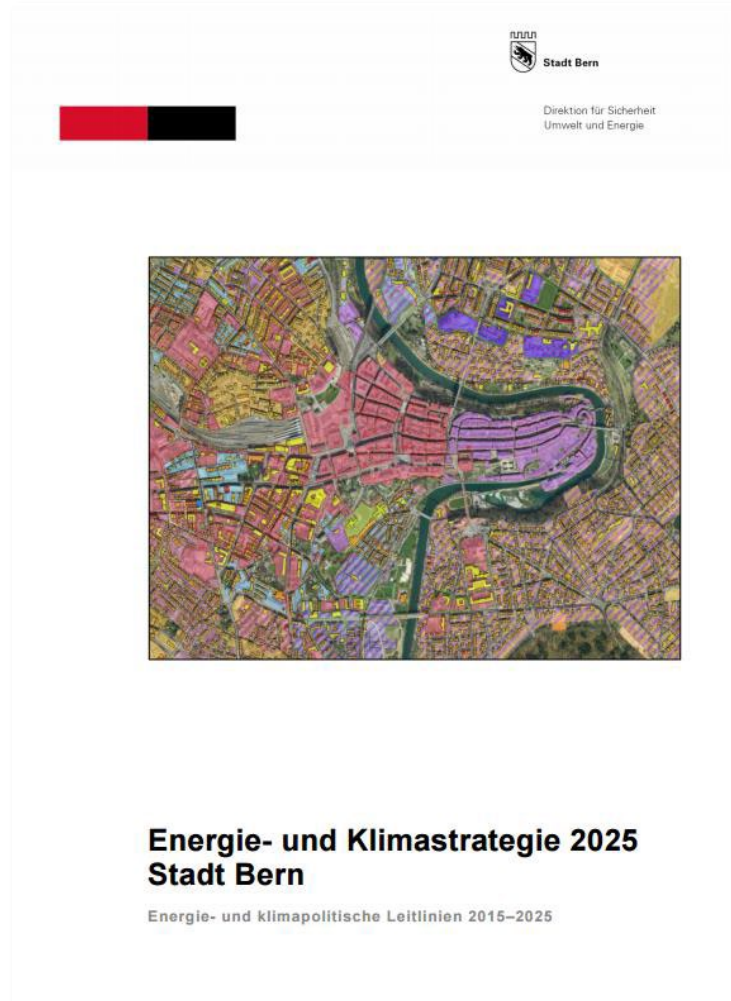 Stadt Bern
Direktion für Sicherheit
Umwelt und Energie
Energie- und Klimastrategie 2025
Stadt Bern
Energie- und klimapolitische Leitlinien 2015–2025